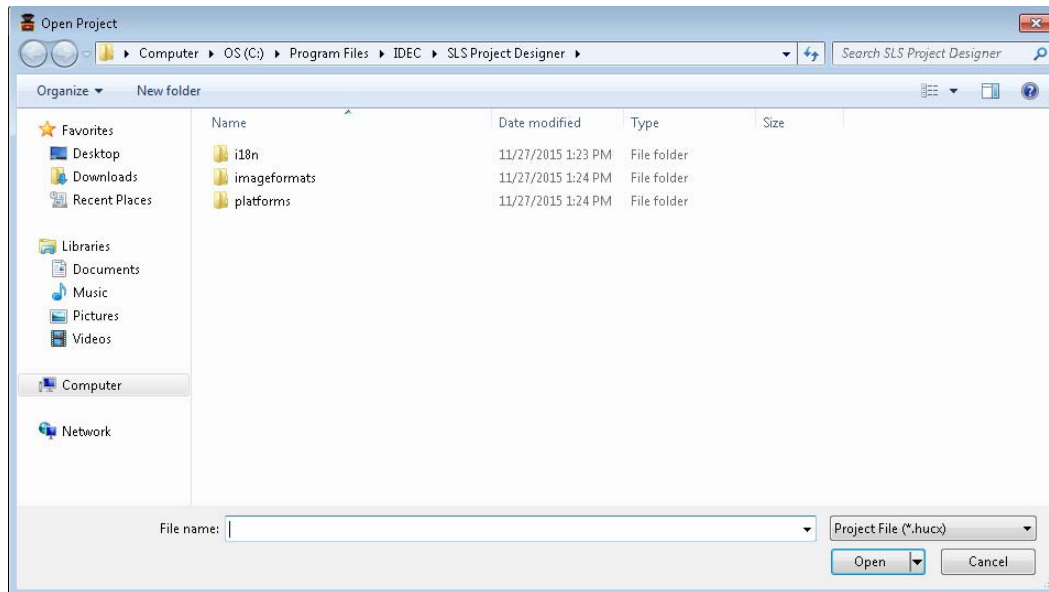 Open Project
Computer OS (C:) Program Files IDEC SLS Project Designer Search SLS Project Designer
Organize New folder
Name Date modified Type Size
Favorites
Desktop
Downloads
Recent Places
Libraries
Documents
Music
Pictures
Videos
Computer
Network
i18n 11/27/2015 1:23 PM File folder
imageformats 11/27/2015 1:24 PM File folder
platforms 11/27/2015 1:24 PM File folder
File name: Project File (*.hucx)
Open Cancel